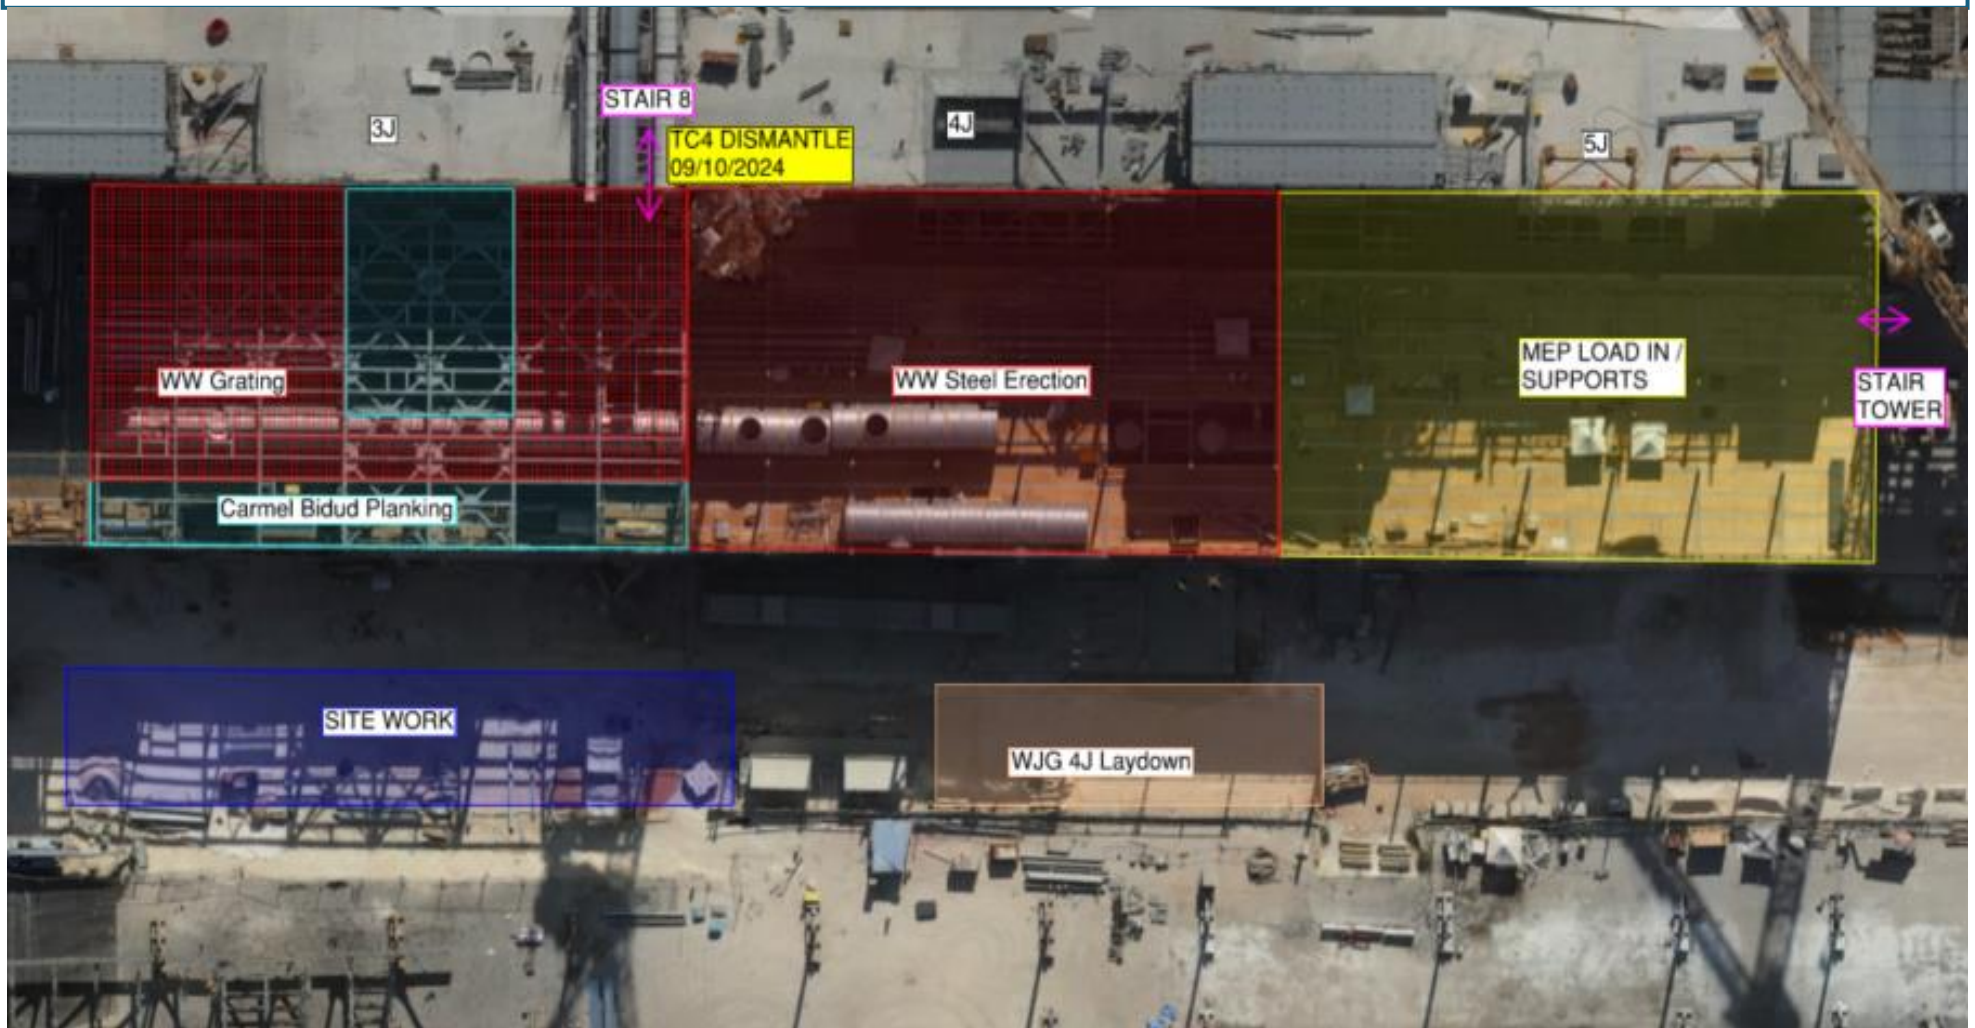 STAIR 8
3J
4J
5J
TC4 DISMANTLE
09/10/2024
WW Grating
WW Steel Erection
MEP LOAD IN /
SUPPORTS
STAIR
TOWER
Carmel Bidud Planking
SITE WORK
WJG 4J Laydown